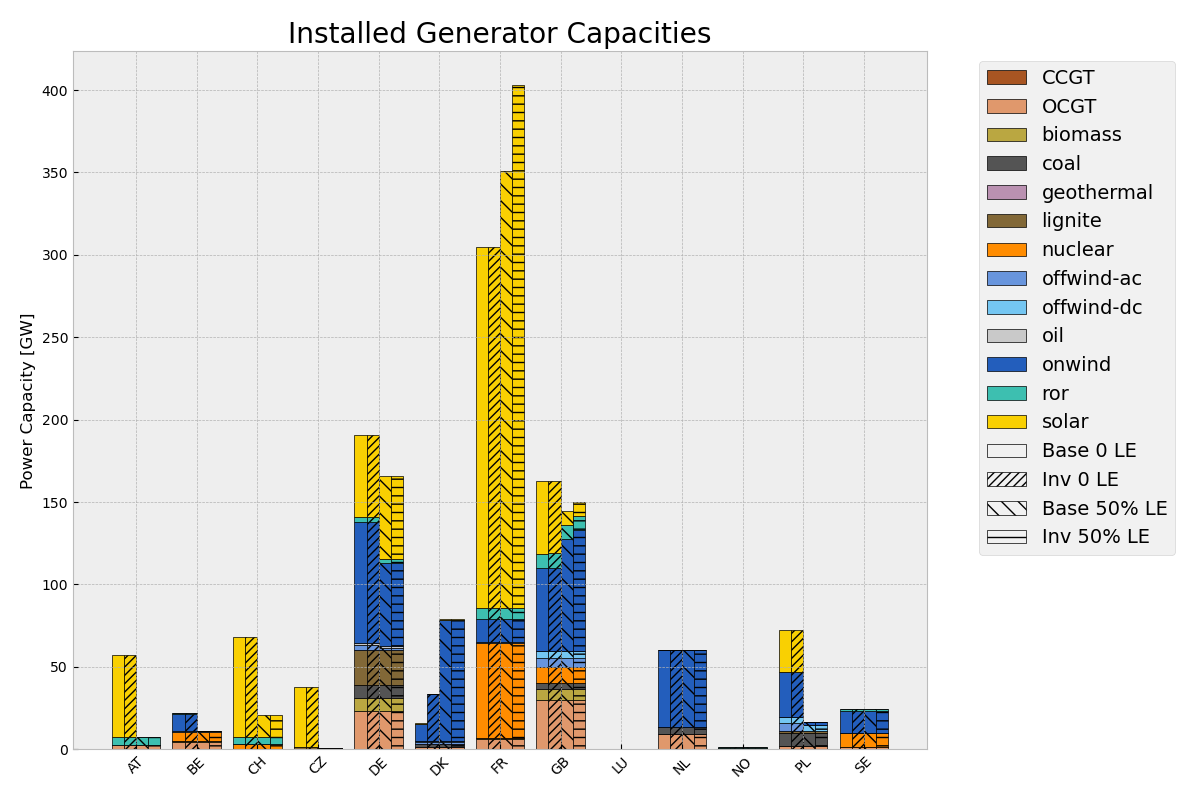 Installed Generator Capacities
Power Capacity [GW]
400
350
300
250
200
150
100
50
0
AT
BE
CH
CZ
DE
DK
FR
GB
LU
NL
NO
PL
SE
CCGT
OCGT
biomass
coal
geothermal
lignite
nuclear
offwind-ac
offwind-dc
oil
onwind
ror
solar
Base 0 LE
Inv 0 LE
Base 50% LE
Inv 50% LE